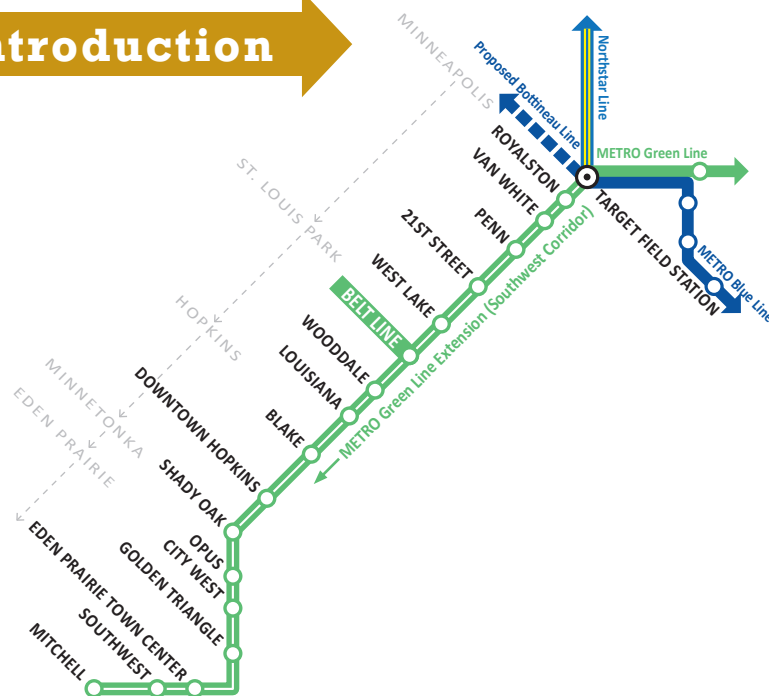 ntroduction
MINNEAPOLIS
ST. LOUIS PARK
HOPKINS
MINNETONKA
EDEN PRAIRIE
Northstar Line
Proposed Bottineau Line
METRO Green Line
METRO Blue Line
TARGET FIELD STATION
ROYALSTON
VAN WHITE
PENN
21ST STREET
WEST LAKE
BELT LINE
WOODDALE
LOUISIANA
BLAKE
DOWNTOWN HOPKINS
SHADY OAK
OPUS
CITY WEST
GOLDEN TRIANGLE
EDEN PRAIRIE TOWN CENTER
SOUTHWEST
MITCHELL
METRO Green Line Extension (Southwest Corridor)